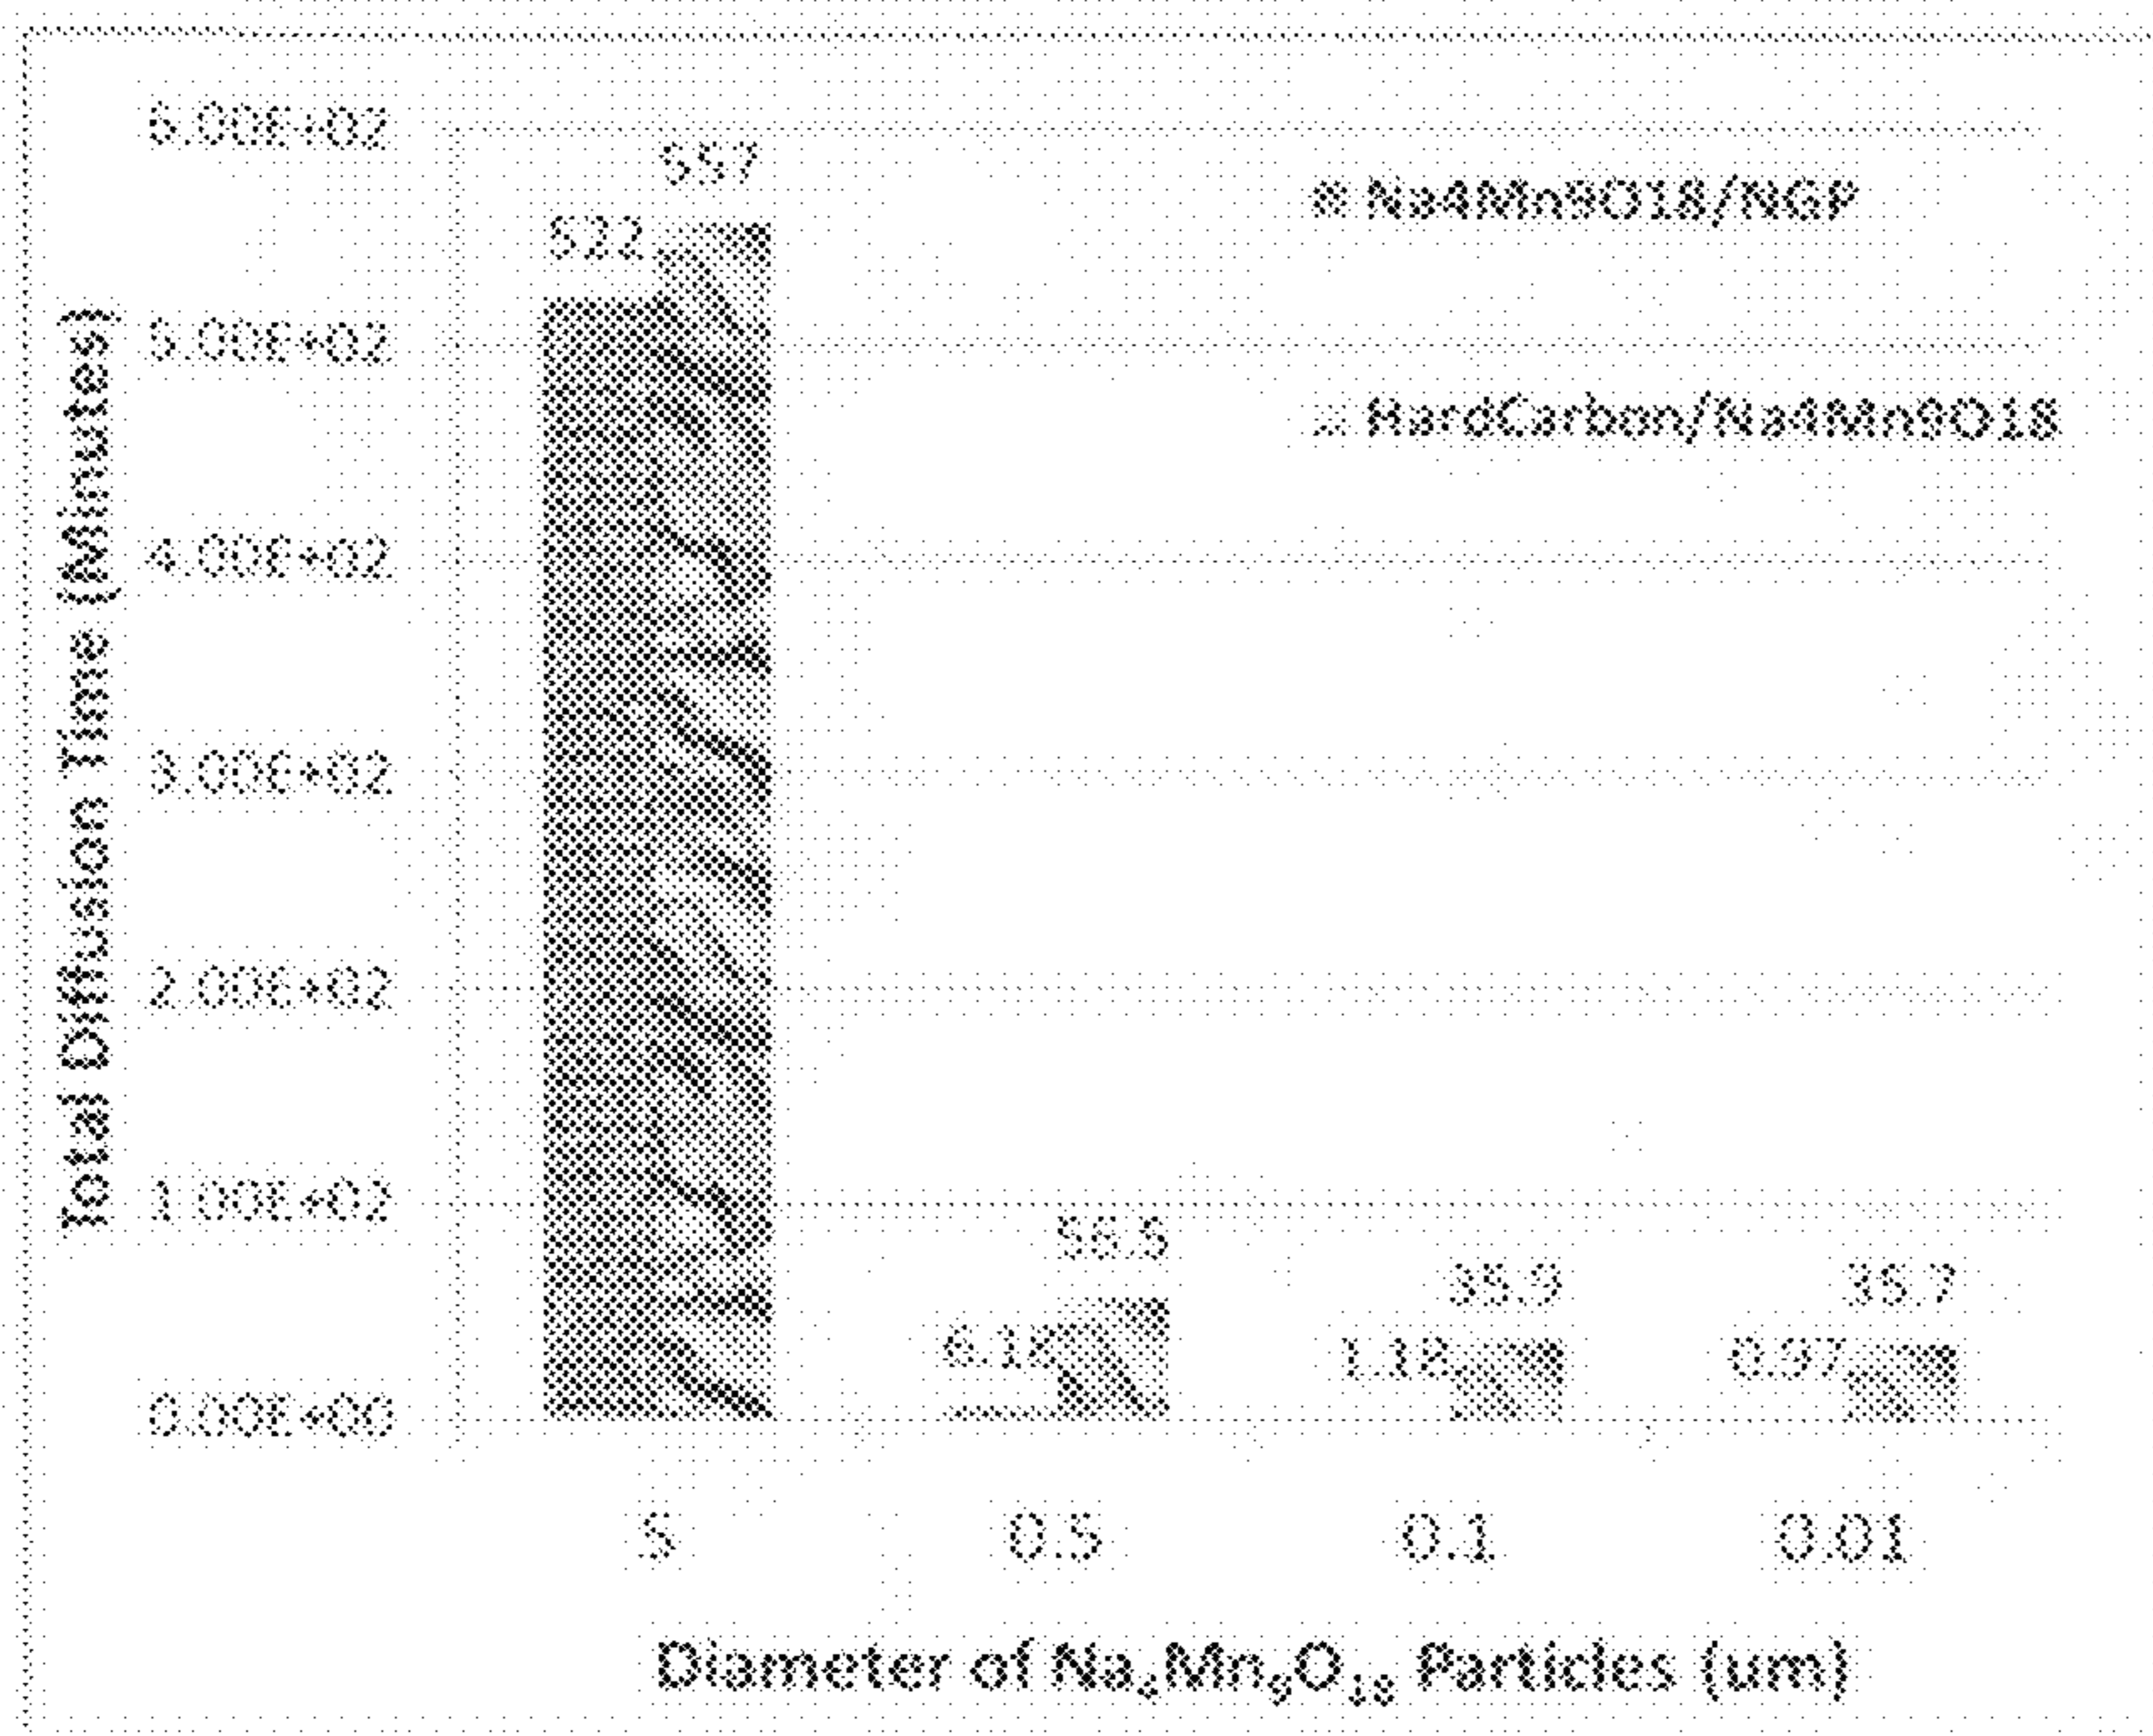 6.00E+02
5.00E+02
4.00E+02
3.00E+02
2.00E+02
1.00E+02
0.00E+00
Total Diffusion Time (Minutes)
557
522
Na4Mn9O18/NGP
HardCarbon/Na4Mn9O18
56.5
6.18
35.9
1.18
35.7
0.97
5 0.5 0.1 0.01
Diameter of Na₄Mn₉O₁₈ Particles (um)